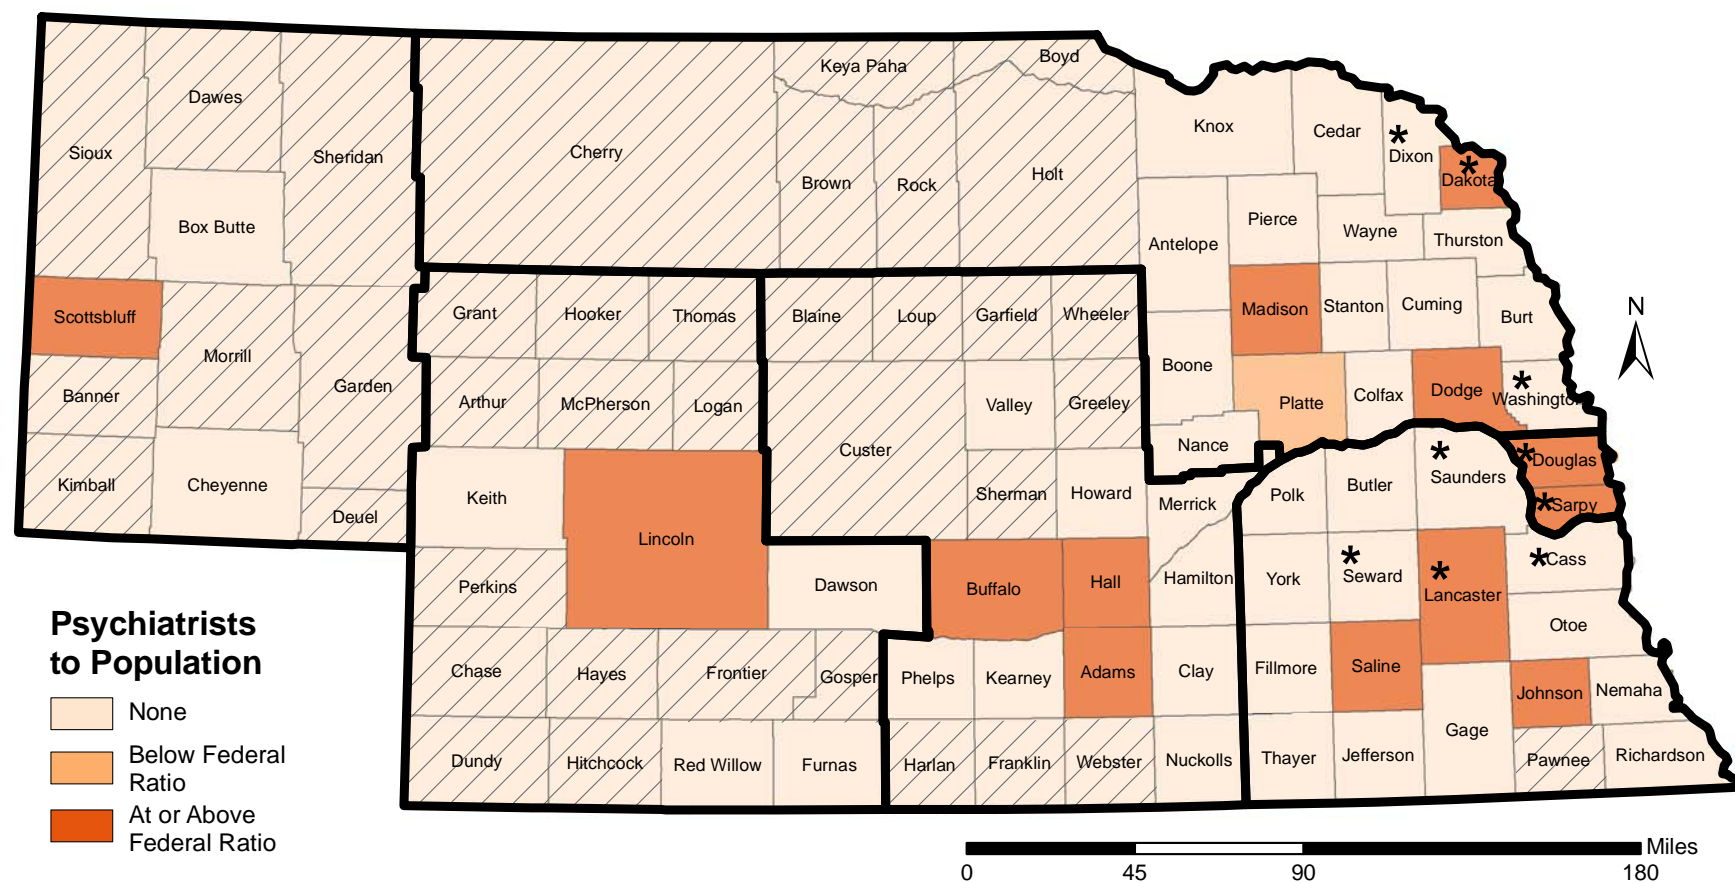 Boyd
Keya Paha
Dawes
Knox
Cedar
Sioux
Sheridan
Cherry
*
Dixon
*
Dakota
Brown
Rock
Holt
Box Butte
Pierce
Wayne
Antelope
Thurston
Scottsbluff
Grant
Hooker
Thomas
Blaine
Loup
Garfield
Wheeler
Madison
Stanton
Cuming
Burt
N
Morrill
Garden
Boone
Banner
Arthur
McPherson
Logan
Valley
Greeley
Platte
Colfax
Dodge
*
Washington
Custer
Nance
Kimball
Cheyenne
Keith
Sherman
Howard
Merrick
Polk
Butler
*
Saunders
*
Douglas
Deuel
*
Sarpy
Lincoln
Perkins
Dawson
Buffalo
Hall
Hamilton
York
*
Seward
*
Lancaster
*
Cass
Otoe
Chase
Hayes
Frontier
Gosper
Phelps
Kearney
Adams
Clay
Fillmore
Saline
Johnson
Nemaha
Dundy
Hitchcock
Red Willow
Furnas
Harlan
Franklin
Webster
Nuckolls
Thayer
Jefferson
Gage
Pawnee
Richardson
Psychiatrists
to Population
None
Below Federal
Ratio
At or Above
Federal Ratio
Miles
0 45 90 180